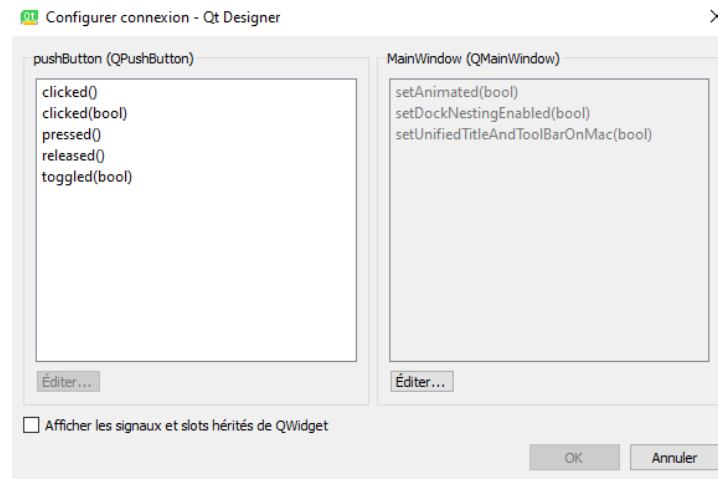 Configurer connexion - Qt Designer
pushButton (QPushButton)
clicked()
clicked(bool)
pressed()
released()
toggled(bool)
Éditer...
MainWindow (QMainWindow)
setAnimated(bool)
setDockNestingEnabled(bool)
setUnifiedTitleAndToolBarOnMac(bool)
Éditer...
Afficher les signaux et slots hérités de QWidget
OK
Annuler